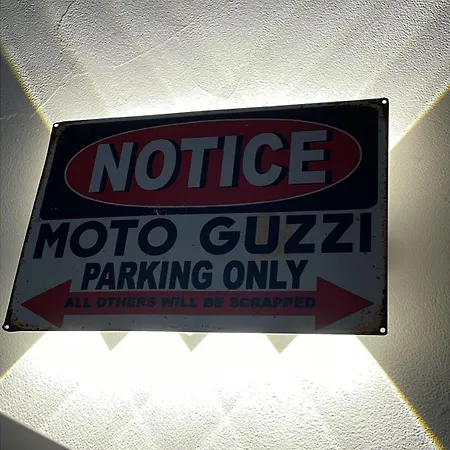 NOTICE
MOTO GUZZI
PARKING ONLY
ALL OTHERS WILL BE SCRAPPED